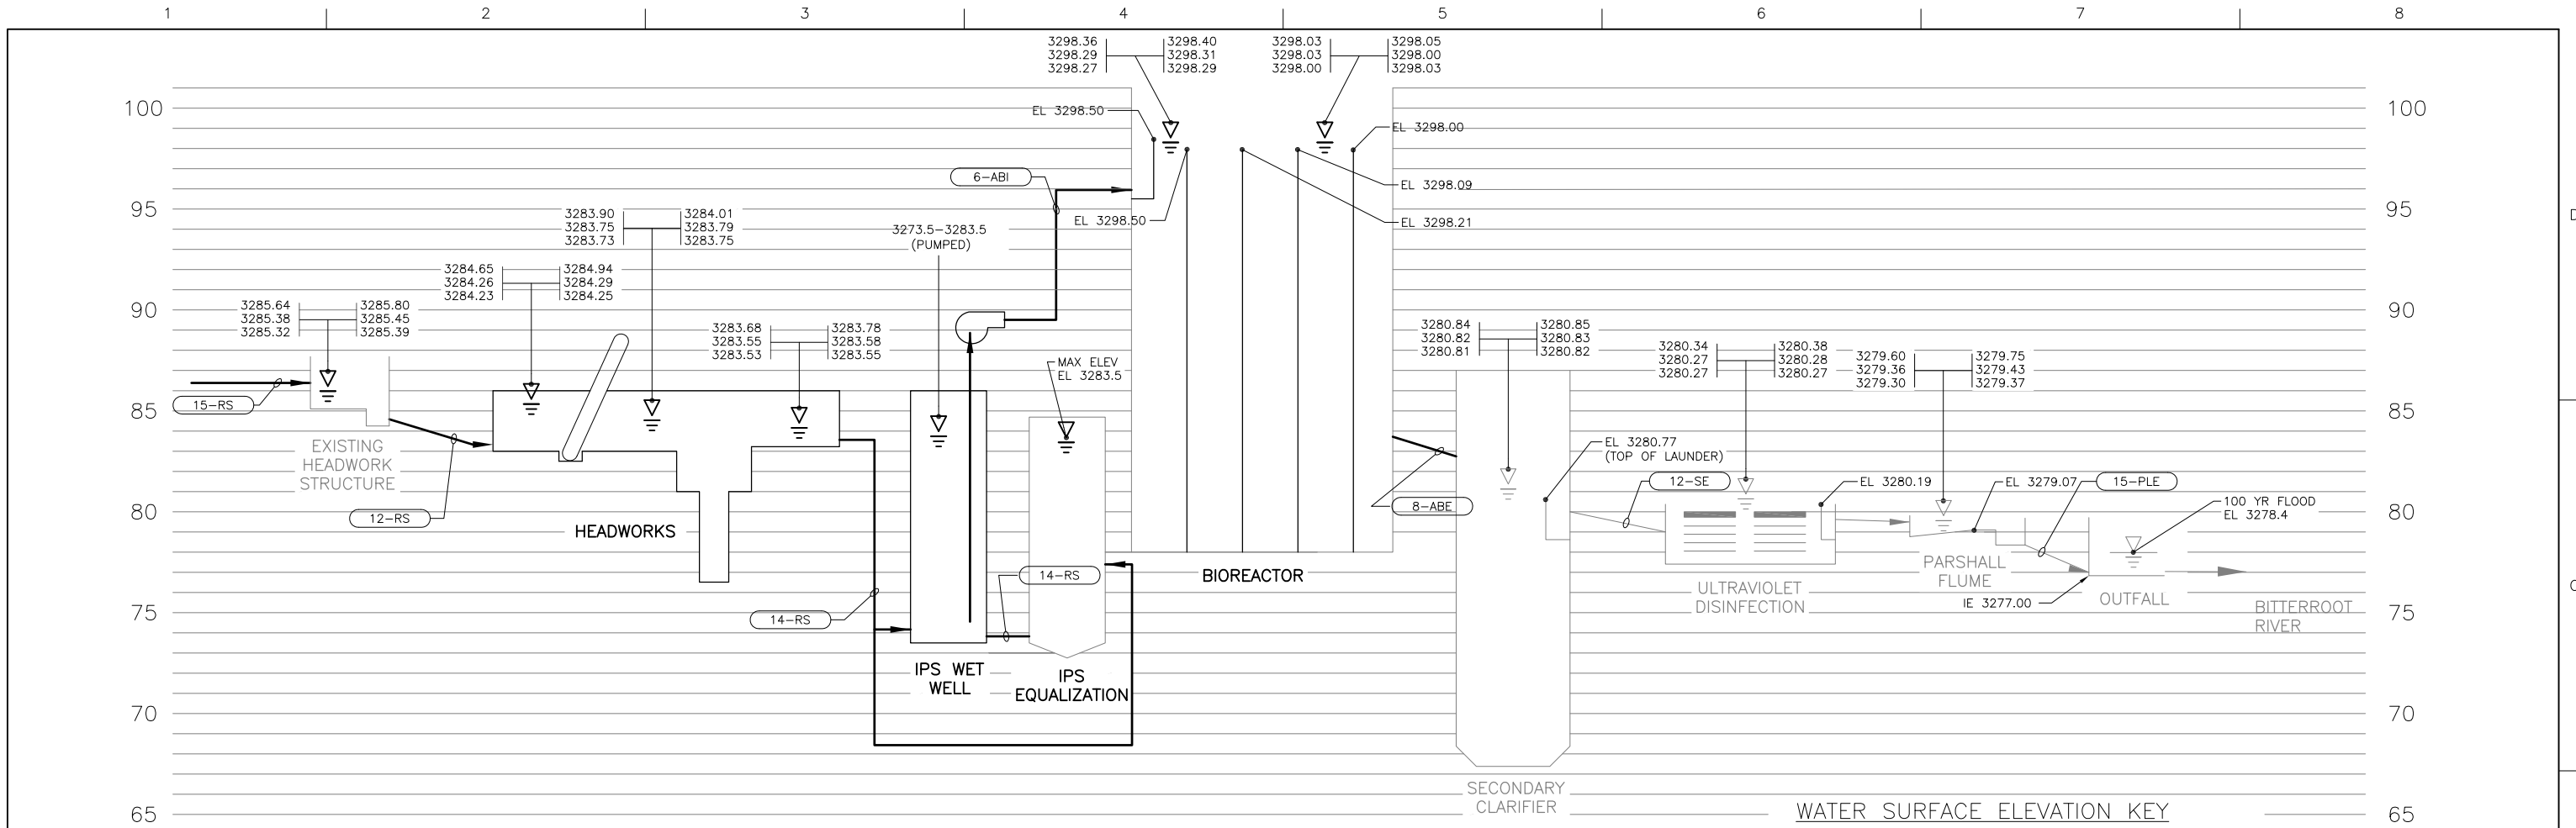 1 2 3 4 5 6 7 8
3298.36 3298.40 3298.03 3298.05
3298.29 3298.31 3298.03 3298.00
3298.27 3298.29 3298.00 3298.03
100 EL 3298.50 EL 3298.00 100
6-ABI
EL 3298.09
95 3283.90 3284.01 EL 3298.50 EL 3298.21 95
3283.75 3283.79 3273.5-3283.5
3283.73 3283.75 (PUMPED)
D
3284.65 3284.94
3284.26 3284.29
3284.23 3284.25
90 90
3285.64 3285.80
3285.38 3285.45
3285.32 3285.39
3283.68 3283.78
3283.55 3283.58
3283.53 3283.55
3280.84 3280.85
3280.82 3280.83
3280.81 3280.82
3280.34 3280.38
3280.27 3280.28
3280.27 3280.27
3279.60 3279.75
3279.36 3279.43
3279.30 3279.37
MAX ELEV
EL 3283.5
15-RS
85 85
EXISTING
HEADWORK
STRUCTURE
EL 3280.77
(TOP OF LAUNDER)
12-SE
EL 3280.19
EL 3279.07
15-PLE
100 YR FLOOD
EL 3278.4
8-ABE
80 12-RS 80
HEADWORKS
14-RS
BIOREACTOR
PARSHALL
FLUME
ULTRAVIOLET
DISINFECTION
IE 3277.00
OUTFALL
BITTERROOT
RIVER
C
75 14-RS 75
IPS WET
WELL
IPS
EQUALIZATION
70 70
SECONDARY
CLARIFIER
65 WATER SURFACE ELEVATION KEY 65